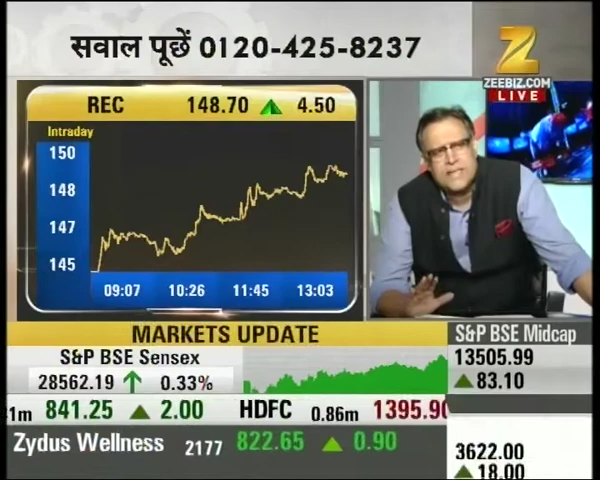 सवाल पूछें 0120-425-8237
Z
ZEEBIZ.COM
LIVE
REC 148.70 4.50
Intraday
150
148
147
145
09:07 10:26 11:45 13:03
MARKETS UPDATE
S&P BSE Sensex
28562.19 0.33%
S&P BSE Midcap
13505.99
83.10
1m 841.25 2.00 HDFC 0.86m 1395.90
Zydus Wellness 2177 822.65 0.90
3622.00
18.00